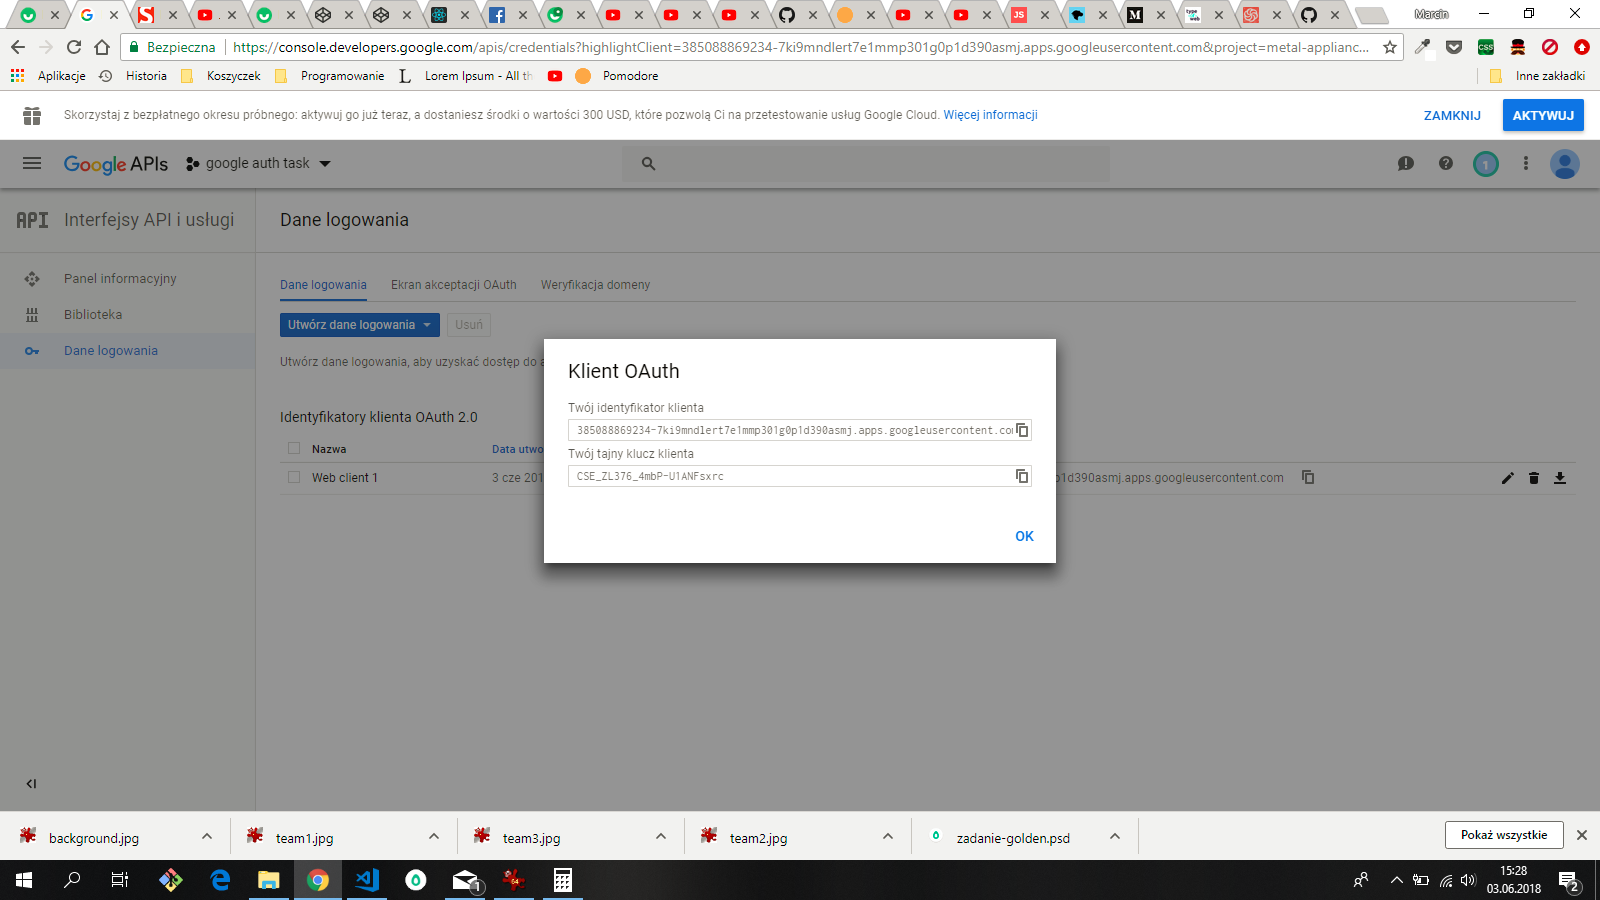 Marcin
Bezpieczna
https://console.developers.google.com/apis/credentials?highlightClient=385088869234-7ki9mndlert7e1mmp301g0p1d390asmj.apps.googleusercontent.com&project=metal-applianc...
Aplikacje
Historia
Koszyczek
Programowanie
Lorem Ipsum - All th
Pomodore
Inne zakładki
Skorzystaj z bezpłatnego okresu próbnego: aktywuj go już teraz, a dostaniesz środki o wartości 300 USD, które pozwolą Ci na przetestowanie usług Google Cloud. Więcej informacji
ZAMKNIJ
AKTYWUJ
Google APIs
google auth task
1
API
Interfejsy API i usługi
Dane logowania
Panel informacyjny
Biblioteka
Dane logowania
Dane logowania
Ekran akceptacji OAuth
Weryfikacja domeny
Utwórz dane logowania
Usuń
Utwórz dane logowania, aby uzyskać dostęp do
Identyfikatory klienta OAuth 2.0
Nazwa
Data utwo
Web client 1
3 cze 201
p1d390asmj.apps.googleusercontent.com
Klient OAuth
Twój identyfikator klienta
385088869234-7ki9mndlert7e1mmp301g0p1d390asmj.apps.googleusercontent.com
Twój tajny klucz klienta
CSE_ZL376_4mbP-U1ANFsxrc
OK
background.jpg
team1.jpg
team3.jpg
team2.jpg
zadanie-golden.psd
Pokaż wszystkie
1
64
15:28
03.06.2018
2